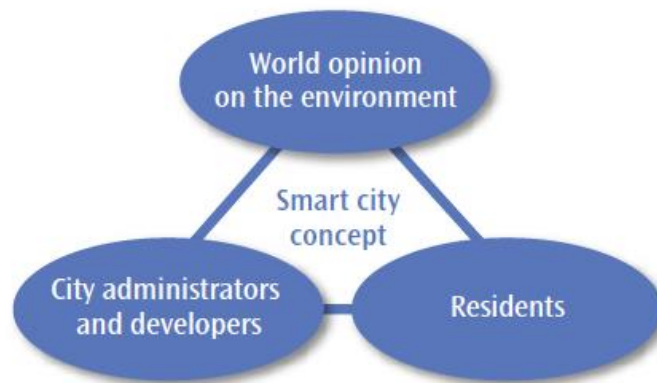 World opinion
on the environment
Smart city
concept
City administrators
and developers
Residents